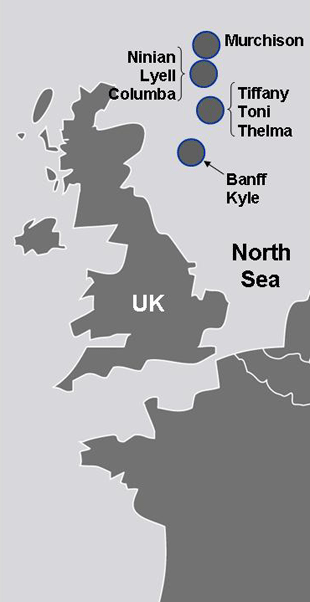 Murchison
Ninian
Lyell
Columba
Tiffany
Toni
Thelma
Banff
Kyle
North
Sea
UK